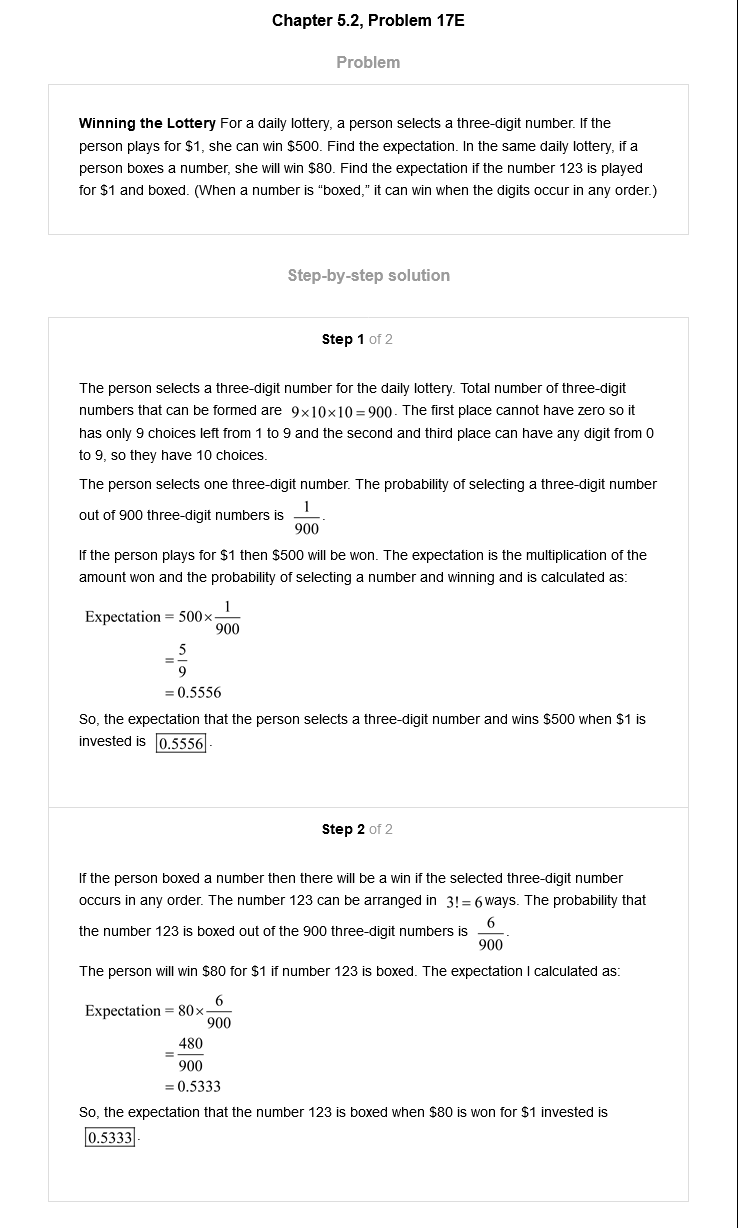 Chapter 5.2, Problem 17E
Problem
Winning the Lottery For a daily lottery, a person selects a three-digit number. If the
person plays for $1, she can win $500. Find the expectation. In the same daily lottery, if a
person boxes a number, she will win $80. Find the expectation if the number 123 is played
for $1 and boxed. (When a number is “boxed,” it can win when the digits occur in any order.)
Step-by-step solution
Step 1 of 2
The person selects a three-digit number for the daily lottery. Total number of three-digit
numbers that can be formed are 9×10×10=900. The first place cannot have zero so it
has only 9 choices left from 1 to 9 and the second and third place can have any digit from 0
to 9, so they have 10 choices.
The person selects one three-digit number. The probability of selecting a three-digit number
out of 900 three-digit numbers is 1/900.
If the person plays for $1 then $500 will be won. The expectation is the multiplication of the
amount won and the probability of selecting a number and winning and is calculated as:
Expectation = 500×1/900
=5/9
= 0.5556
So, the expectation that the person selects a three-digit number and wins $500 when $1 is
invested is 0.5556.
Step 2 of 2
If the person boxed a number then there will be a win if the selected three-digit number
occurs in any order. The number 123 can be arranged in 3!=6 ways. The probability that
the number 123 is boxed out of the 900 three-digit numbers is 6/900.
The person will win $80 for $1 if number 123 is boxed. The expectation I calculated as:
Expectation = 80×6/900
=480/900
= 0.5333
So, the expectation that the number 123 is boxed when $80 is won for $1 invested is
0.5333.